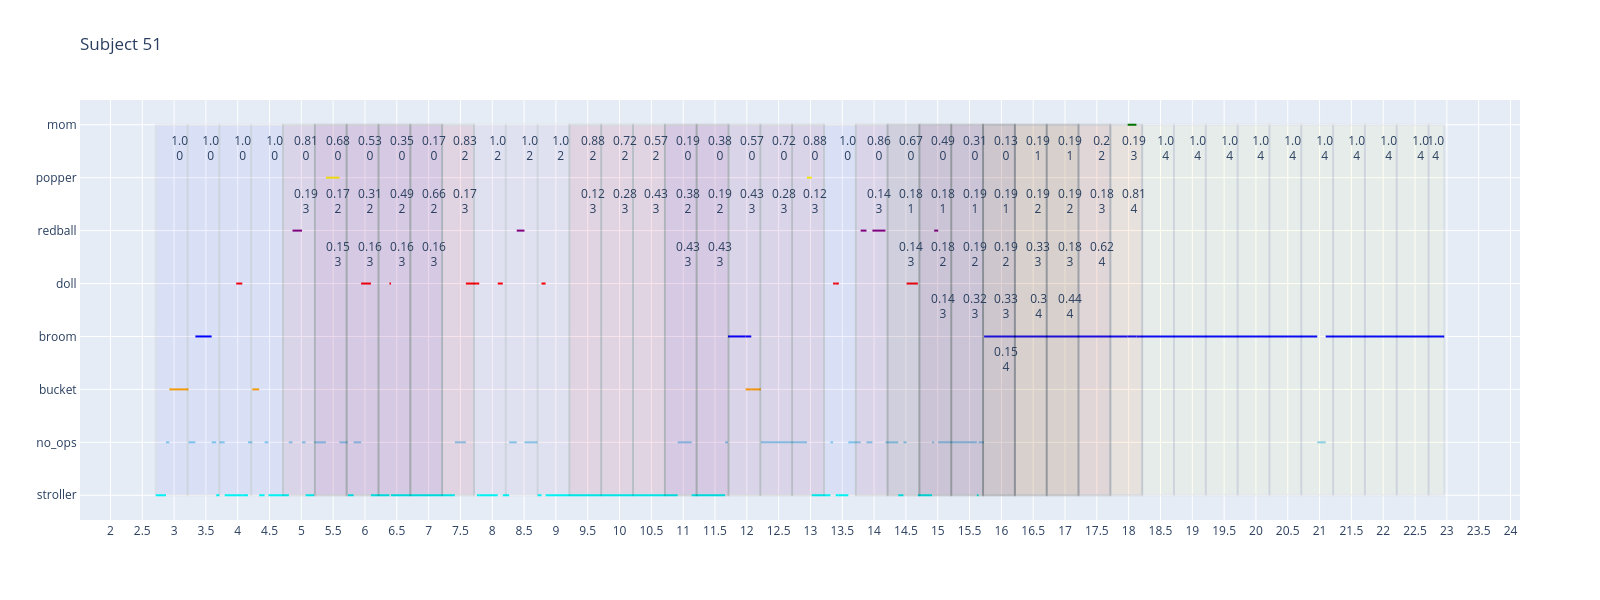 Subject 51
mom
1.0 1.0 1.0 1.0 0.81 0.68 0.53 0.35 0.17 0.83 1.0 1.0 1.0 0.88 0.72 0.57 0.19 0.38 0.57 0.72 0.88 1.0 0.86 0.67 0.49 0.31 0.13 0.19 0.19 0.2 0.19 1.0 1.0 1.0 1.0 1.0 1.0 1.0 1.0 1.0 1.0
0 0 0 0 0 0 0 0 0 2 2 2 2 2 2 2 0 0 0 0 0 0 0 0 0 0 0 1 1 2 3 4 4 4 4 4 4 4 4 4 4
popper
0.19 0.17 0.31 0.49 0.66 0.17 0.12 0.28 0.43 0.38 0.19 0.43 0.28 0.12 0.14 0.18 0.18 0.19 0.19 0.19 0.19 0.18 0.81
3 2 2 2 2 3 3 3 3 2 2 3 3 3 3 1 1 1 1 2 2 3 4
redball
0.15 0.16 0.16 0.16 0.43 0.43 0.14 0.18 0.19 0.19 0.33 0.18 0.62
3 3 3 3 3 3 3 2 2 2 3 3 4
doll
0.14 0.32 0.33 0.3 0.44
3 3 3 4 4
broom
0.15
4
bucket
no_ops
stroller
2 2.5 3 3.5 4 4.5 5 5.5 6 6.5 7 7.5 8 8.5 9 9.5 10 10.5 11 11.5 12 12.5 13 13.5 14 14.5 15 15.5 16 16.5 17 17.5 18 18.5 19 19.5 20 20.5 21 21.5 22 22.5 23 23.5 24